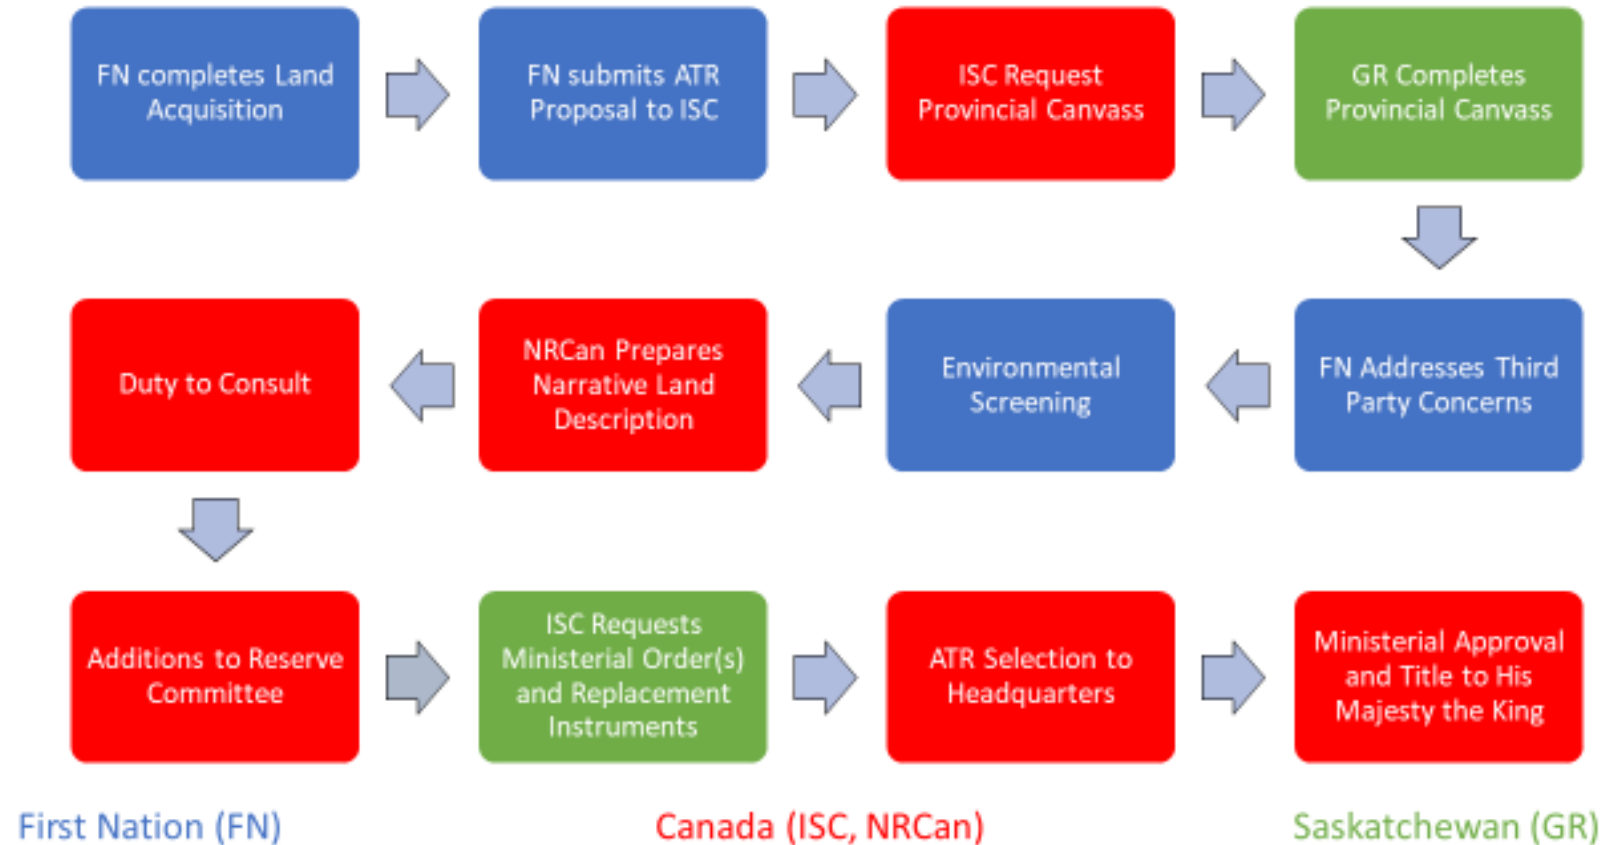 FN completes Land
Acquisition
FN submits ATR
Proposal to ISC
ISC Request
Provincial Canvass
GR Completes
Provincial Canvass
FN Addresses Third
Party Concerns
Environmental
Screening
NRCan Prepares
Narrative Land
Description
Duty to Consult
Additions to Reserve
Committee
ISC Requests
Ministerial Order(s)
and Replacement
Instruments
ATR Selection to
Headquarters
Ministerial Approval
and Title to His
Majesty the King
First Nation (FN)
Canada (ISC, NRCan)
Saskatchewan (GR)